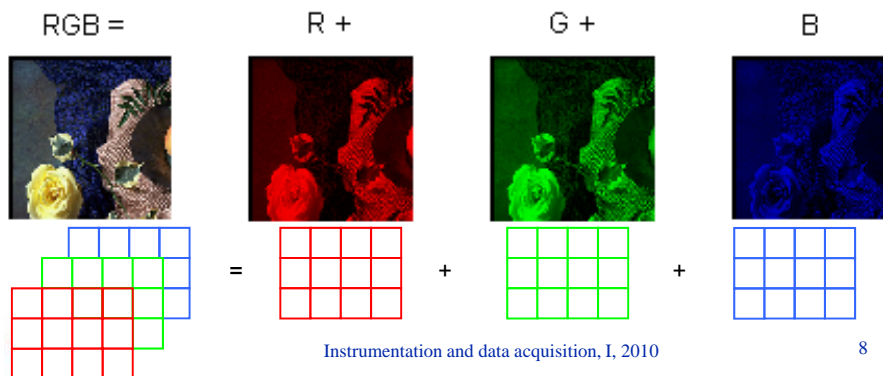 RGB = R + G + B
= + +
Instrumentation and data acquisition, I, 2010 8